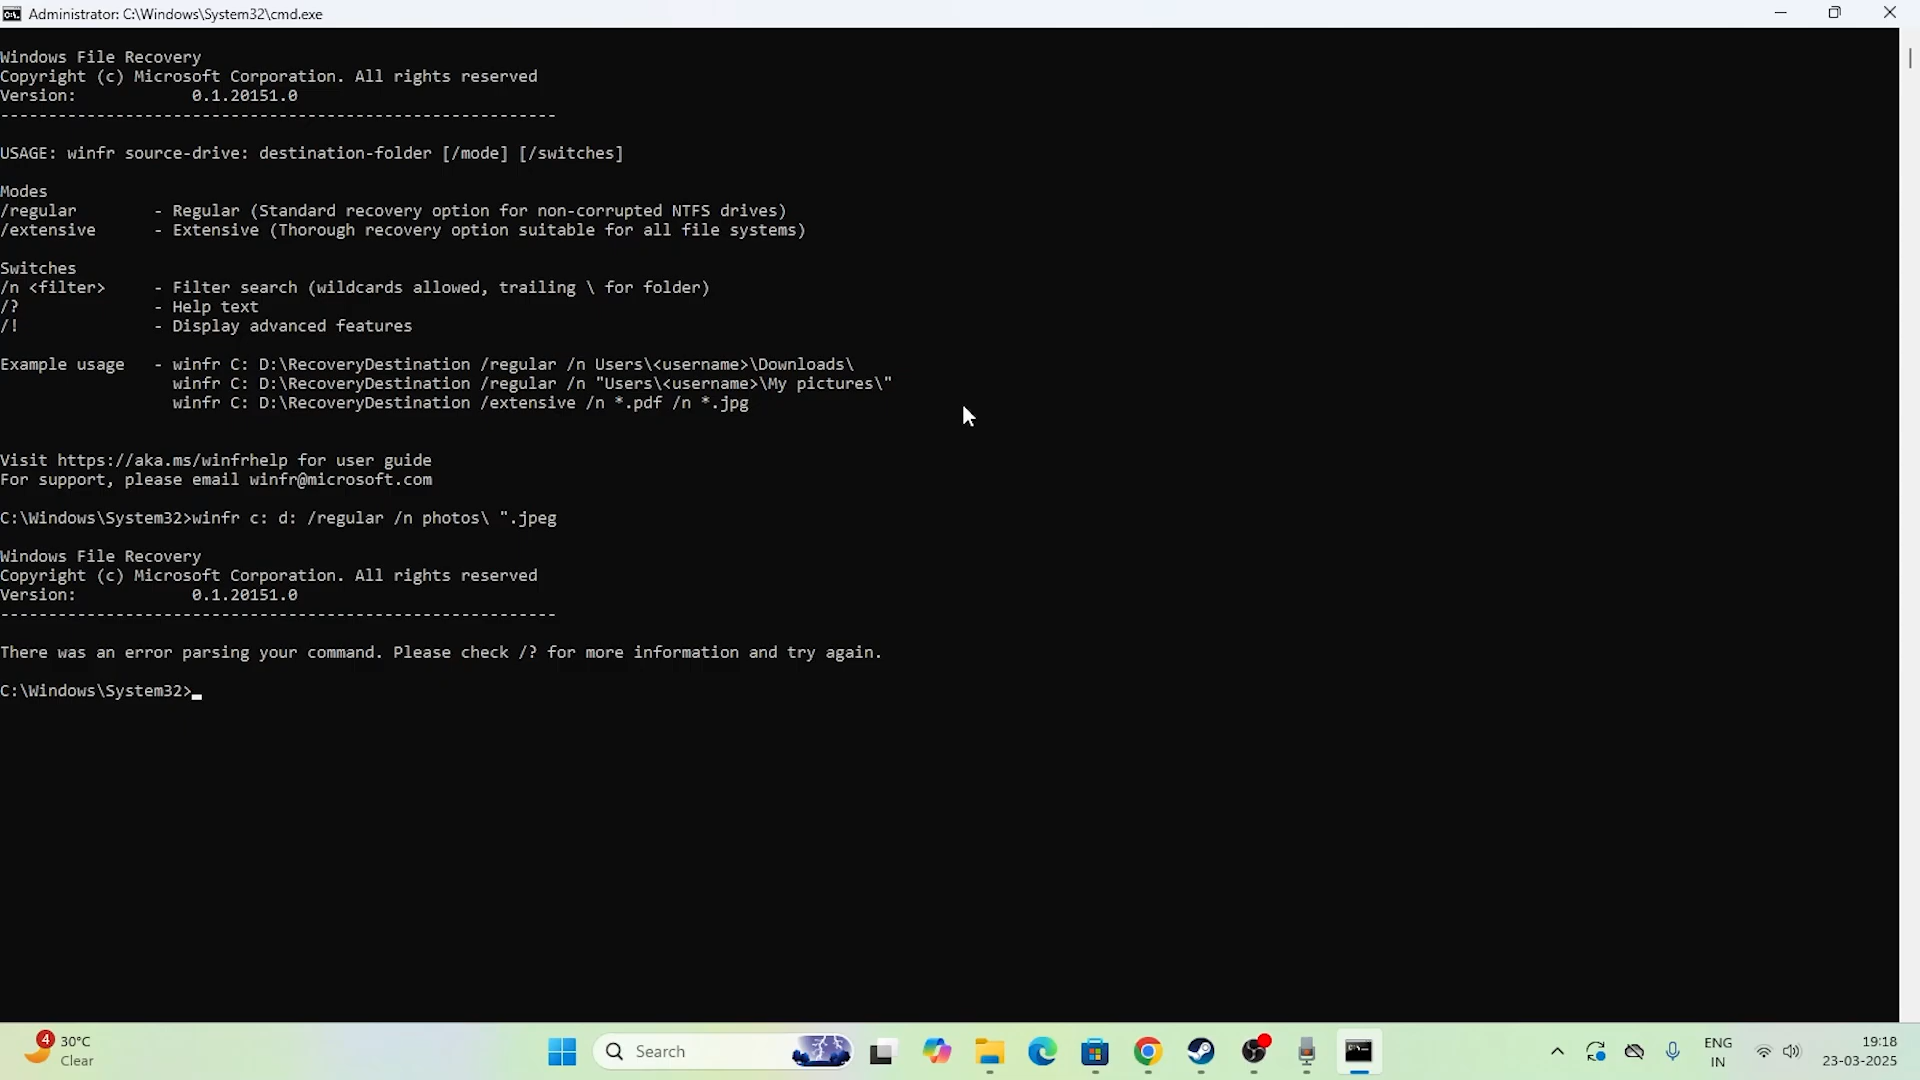 Administrator: C:\Windows\System32\cmd.exe
Windows File Recovery
Copyright (c) Microsoft Corporation. All rights reserved
Version:            0.1.20151.0
----------------------------------------------------------
USAGE: winfr source-drive: destination-folder [/mode] [/switches]
Modes
/regular        - Regular (Standard recovery option for non-corrupted NTFS drives)
/extensive      - Extensive (Thorough recovery option suitable for all file systems)
Switches
/n <filter>     - Filter search (wildcards allowed, trailing \ for folder)
/?              - Help text
/!              - Display advanced features
Example usage   - winfr C: D:\RecoveryDestination /regular /n Users\<username>\Downloads\
winfr C: D:\RecoveryDestination /regular /n "Users\<username>\My pictures\"
winfr C: D:\RecoveryDestination /extensive /n *.pdf /n *.jpg
Visit https://aka.ms/winfrhelp for user guide
For support, please email winfr@microsoft.com
C:\Windows\System32>winfr c: d: /regular /n photos\ ".jpeg
Windows File Recovery
Copyright (c) Microsoft Corporation. All rights reserved
Version:            0.1.20151.0
----------------------------------------------------------
There was an error parsing your command. Please check /? for more information and try again.
C:\Windows\System32>_
4
30°C
Clear
Search
ENG
IN
19:18
23-03-2025